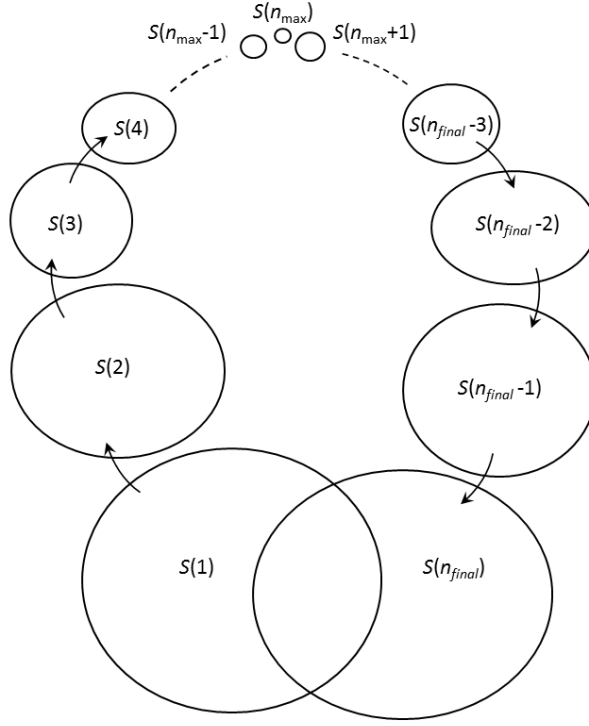 S(n_max)
S(n_max-1)
S(n_max+1)
S(4)
S(n_final -3)
S(3)
S(n_final -2)
S(2)
S(n_final -1)
S(1)
S(n_final)